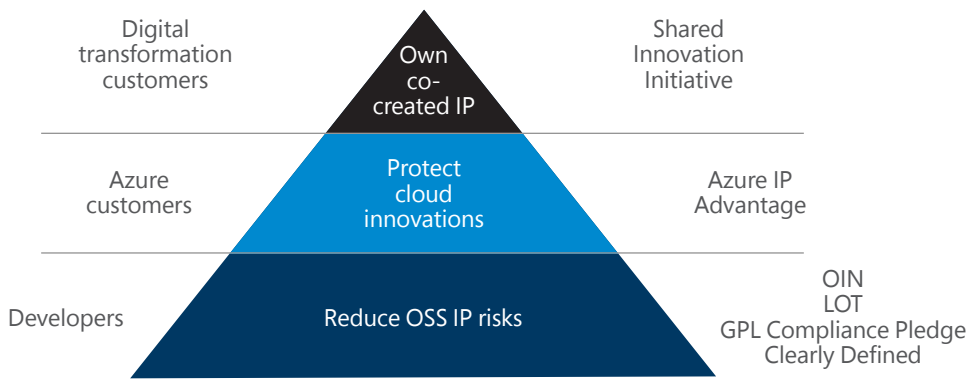 Digital
transformation
customers
Own
co-
created IP
Shared
Innovation
Initiative
Azure
customers
Protect
cloud
innovations
Azure IP
Advantage
Developers
Reduce OSS IP risks
OIN
LOT
GPL Compliance Pledge
Clearly Defined